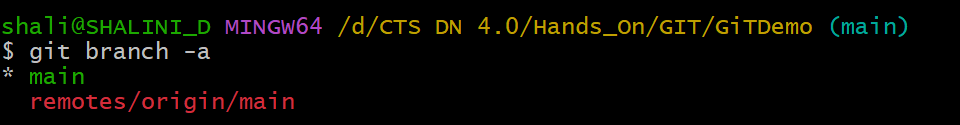 shali@SHALINI_D MINGW64 /d/CTS DN 4.0/Hands_On/GIT/GiTDemo (main)
$ git branch -a
* main
  remotes/origin/main